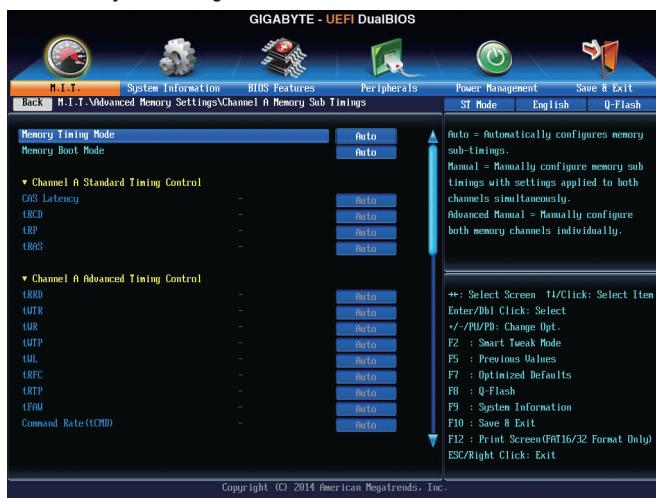 GIGABYTE - UEFI DualBIOS
M.I.T.
System Information
BIOS Features
Peripherals
Power Management
Save & Exit
Back
M.I.T.\Advanced Memory Settings\Channel A Memory Sub Timings
ST Mode
English
Q-Flash
Memory Timing Mode Auto
Memory Boot Mode Auto
▼ Channel A Standard Timing Control
CAS Latency - Auto
tRCD - Auto
tRP - Auto
tRAS - Auto
▼ Channel A Advanced Timing Control
tRRD - Auto
tWTR - Auto
tWR - Auto
tWTP - Auto
tWL - Auto
tRFC - Auto
tRTP - Auto
tFAW - Auto
Command Rate(tCMD) - Auto
Auto = Automatically configures memory
sub-timings.
Manual = Manually configure memory sub
timings with settings applied to both
channels simultaneously.
Advanced Manual = Manually configure
both memory channels individually.
→←: Select Screen ↑↓/Click: Select Item
Enter/Dbl Click: Select
+/-/PU/PD: Change Opt.
F2 : Smart Tweak Mode
F5 : Previous Values
F7 : Optimized Defaults
F8 : Q-Flash
F9 : System Information
F10 : Save & Exit
F12 : Print Screen(FAT16/32 Format Only)
ESC/Right Click: Exit
Copyright (C) 2014 American Megatrends, Inc.